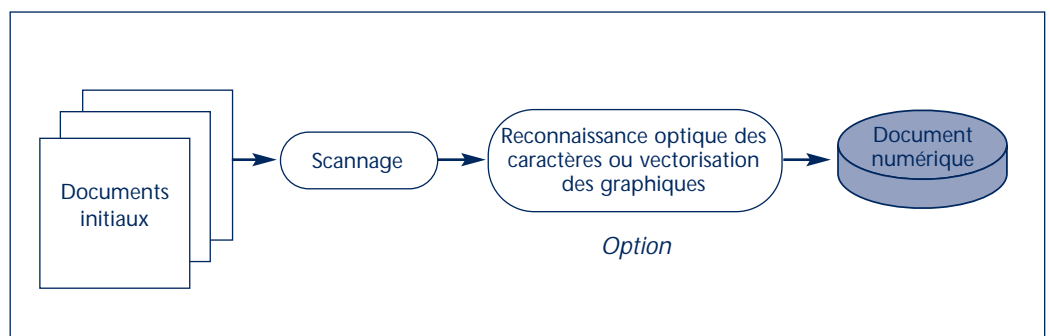 Documents
initiaux
Scannage
Reconnaissance optique des
caractères ou vectorisation
des graphiques
Option
Document
numérique